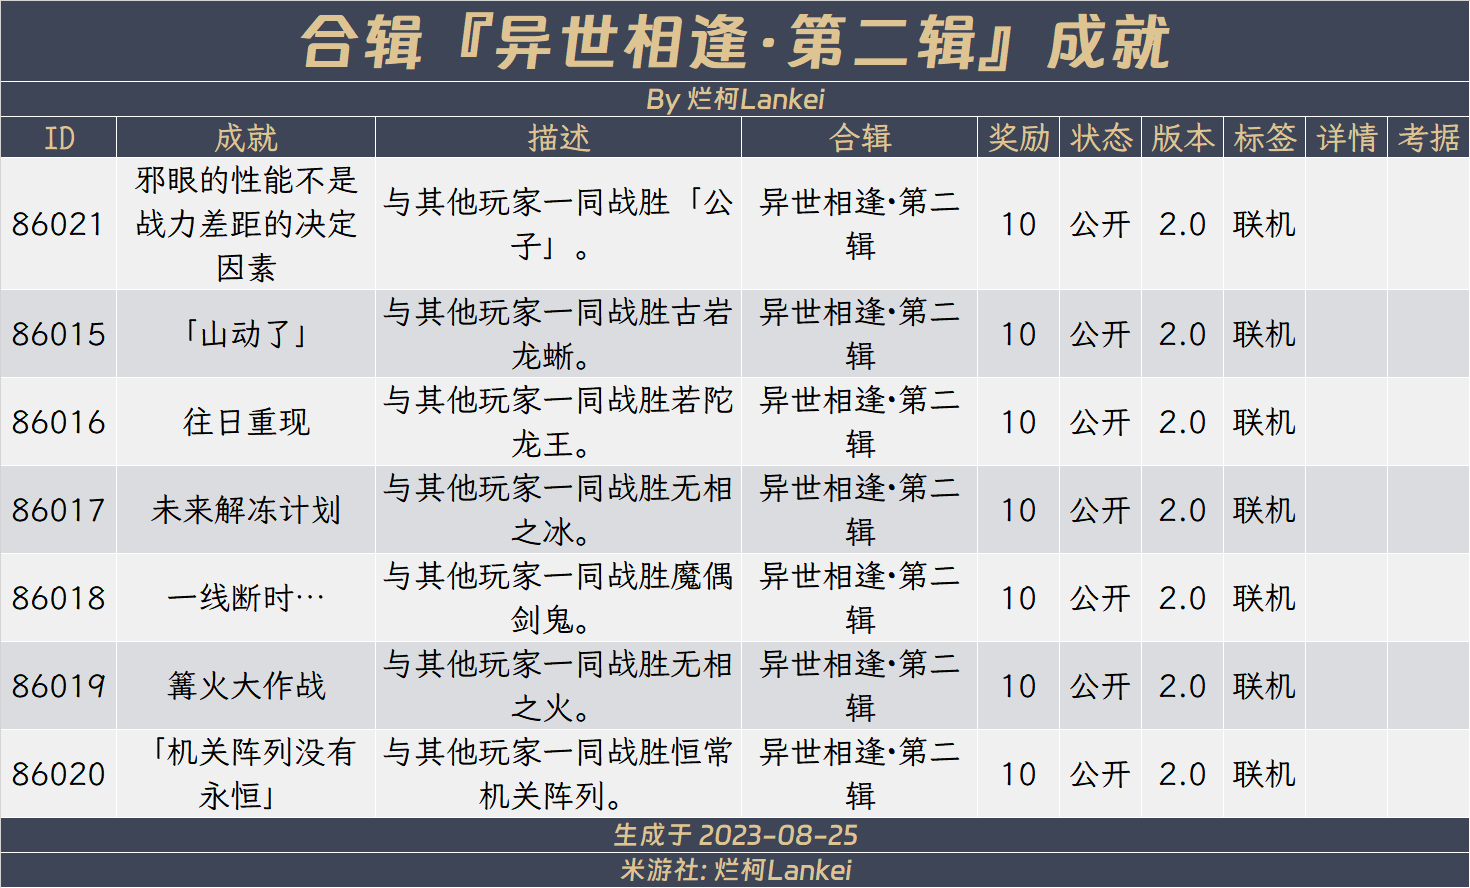 合辑『异世相逢·第二辑』成就
By 烂柯Lankei
ID 成就 描述 合辑 奖励 状态 版本 标签 详情 考据
86021 邪眼的性能不是
战力差距的决定
因素 与其他玩家一同战胜「公
子」。 异世相逢·第二
辑 10 公开 2.0 联机
86015 「山动了」 与其他玩家一同战胜古岩
龙蜥。 异世相逢·第二
辑 10 公开 2.0 联机
86016 往日重现 与其他玩家一同战胜若陀
龙王。 异世相逢·第二
辑 10 公开 2.0 联机
86017 未来解冻计划 与其他玩家一同战胜无相
之冰。 异世相逢·第二
辑 10 公开 2.0 联机
86018 一线断时… 与其他玩家一同战胜魔偶
剑鬼。 异世相逢·第二
辑 10 公开 2.0 联机
86019 篝火大作战 与其他玩家一同战胜无相
之火。 异世相逢·第二
辑 10 公开 2.0 联机
86020 「机关阵列没有
永恒」 与其他玩家一同战胜恒常
机关阵列。 异世相逢·第二
辑 10 公开 2.0 联机
生成于 2023-08-25
米游社: 烂柯Lankei